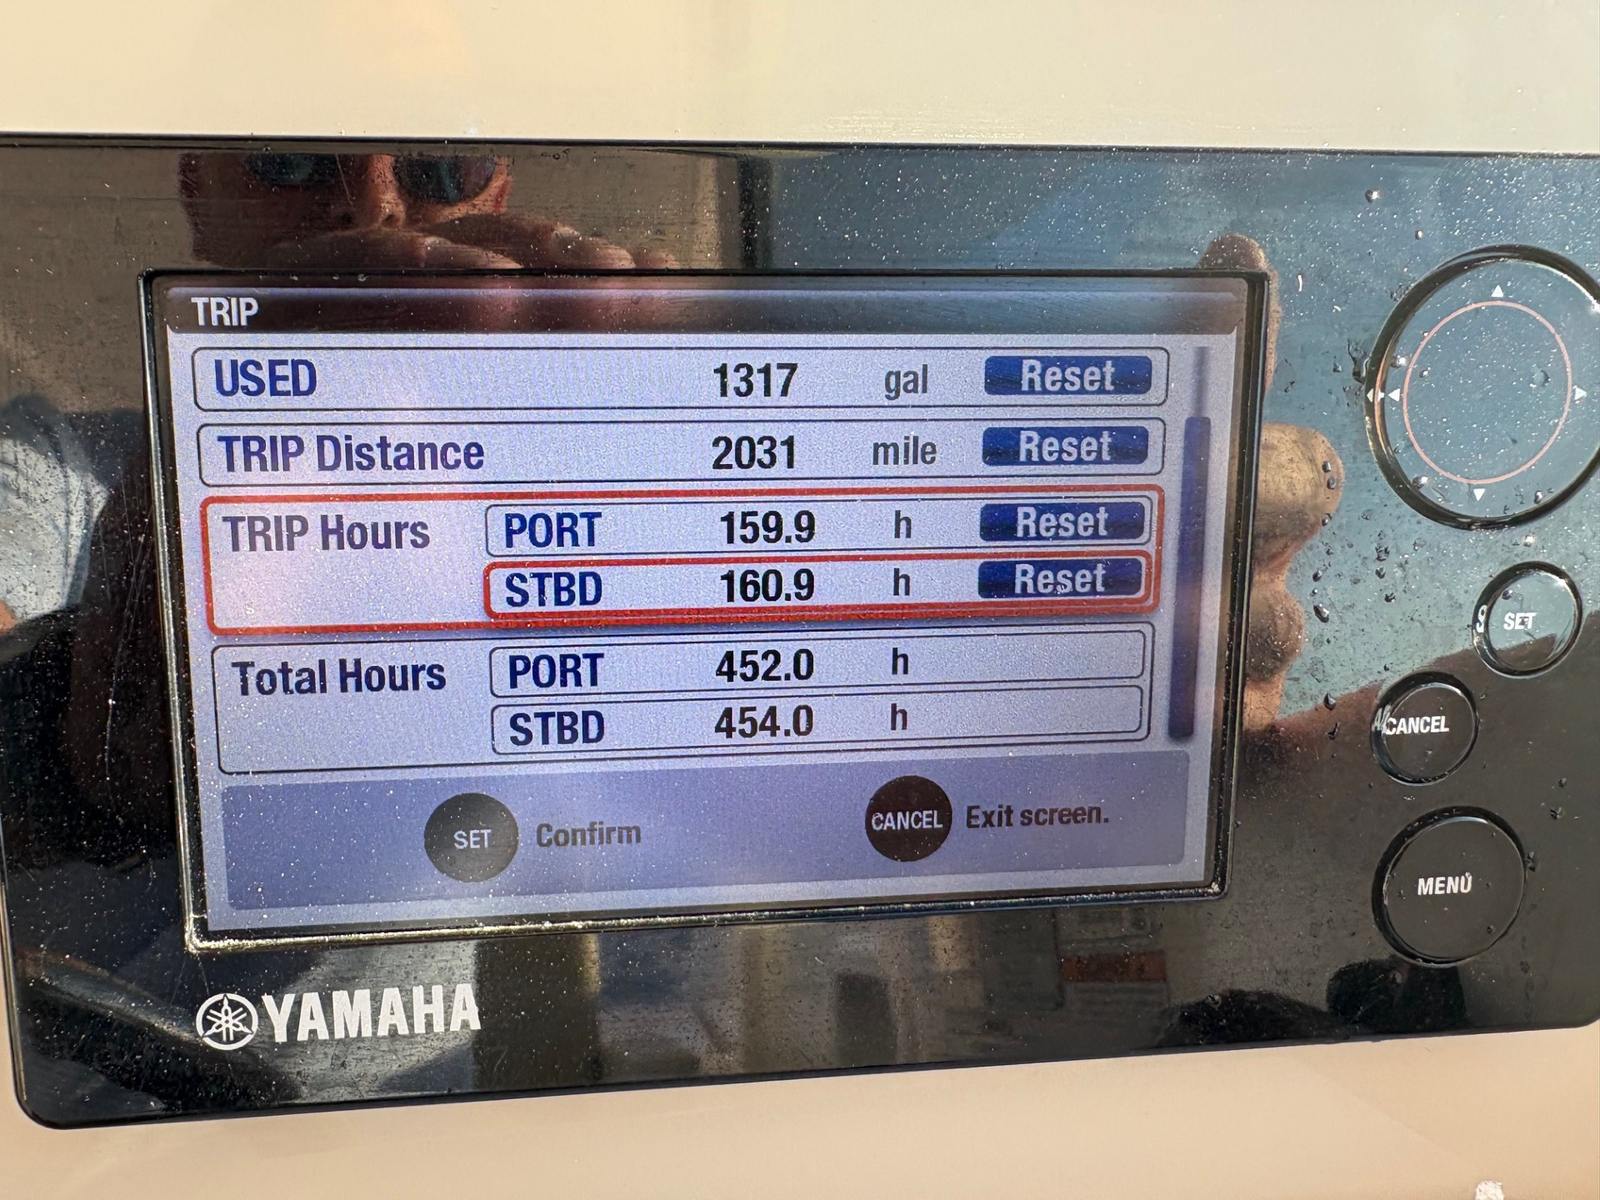 TRIP
USED 1317 gal Reset
TRIP Distance 2031 mile Reset
TRIP Hours PORT 159.9 h Reset
STBD 160.9 h Reset
Total Hours PORT 452.0 h
STBD 454.0 h
SET Confirm CANCEL Exit screen.
YAMAHA
SET
CANCEL
MENU